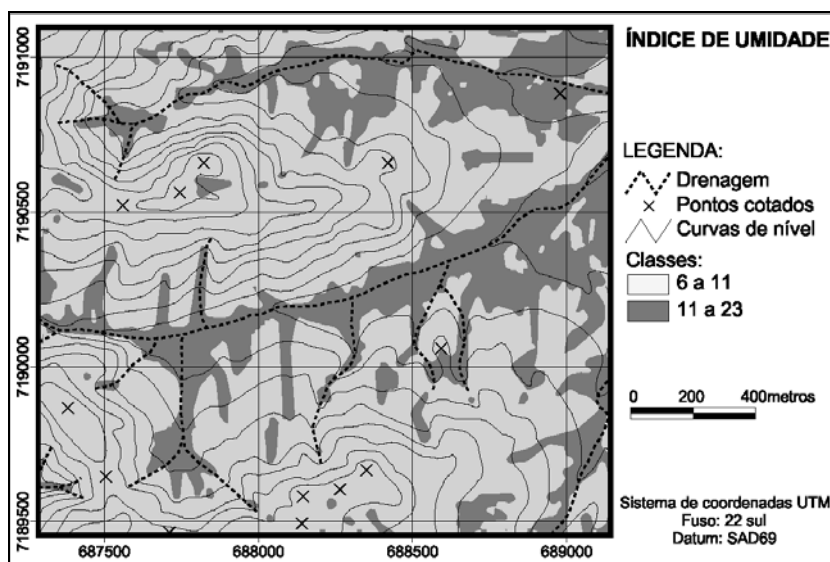 ÍNDICE DE UMIDADE
LEGENDA:
Drenagem
Pontos cotados
Curvas de nível
Classes:
6 a 11
11 a 23
0 200 400metros
Sistema de coordenadas UTM
Fuso: 22 sul
Datum: SAD69
7191000
7190500
7190000
7189500
687500 688000 688500 689000